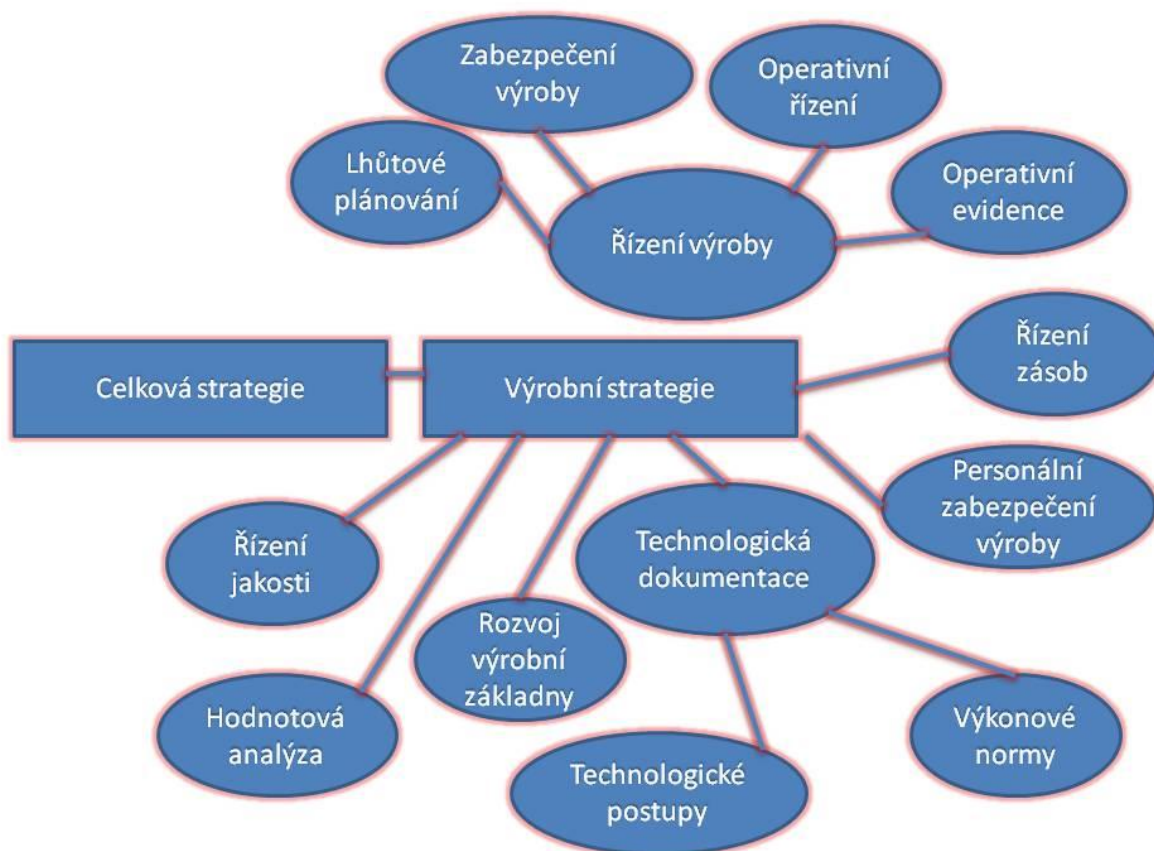 Zabezpečení
výroby
Operativní
řízení
Lhůtové
plánování
Operativní
evidence
Řízení výroby
Řízení
zásob
Celková strategie
Výrobní strategie
Personální
zabezpečení
výroby
Řízení
jakosti
Technologická
dokumentace
Rozvoj
výrobní
základny
Hodnotová
analýza
Výkonové
normy
Technologické
postupy